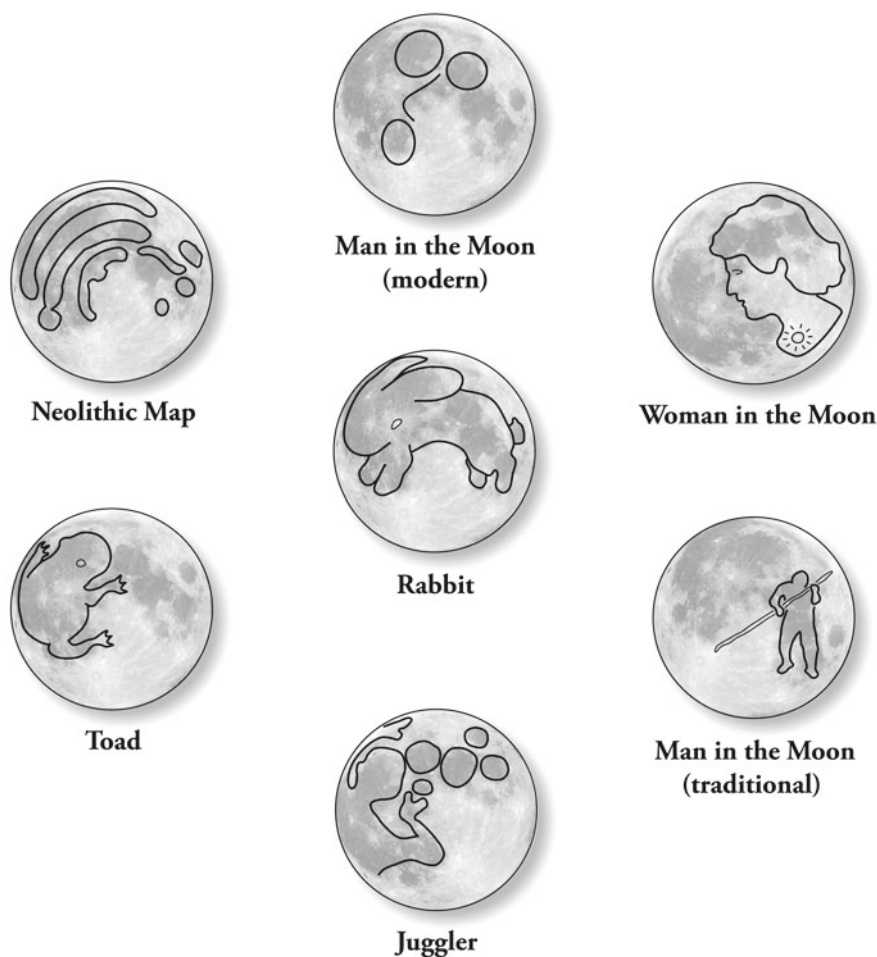 Man in the Moon
(modern)
Neolithic Map
Woman in the Moon
Rabbit
Toad
Man in the Moon
(traditional)
Juggler